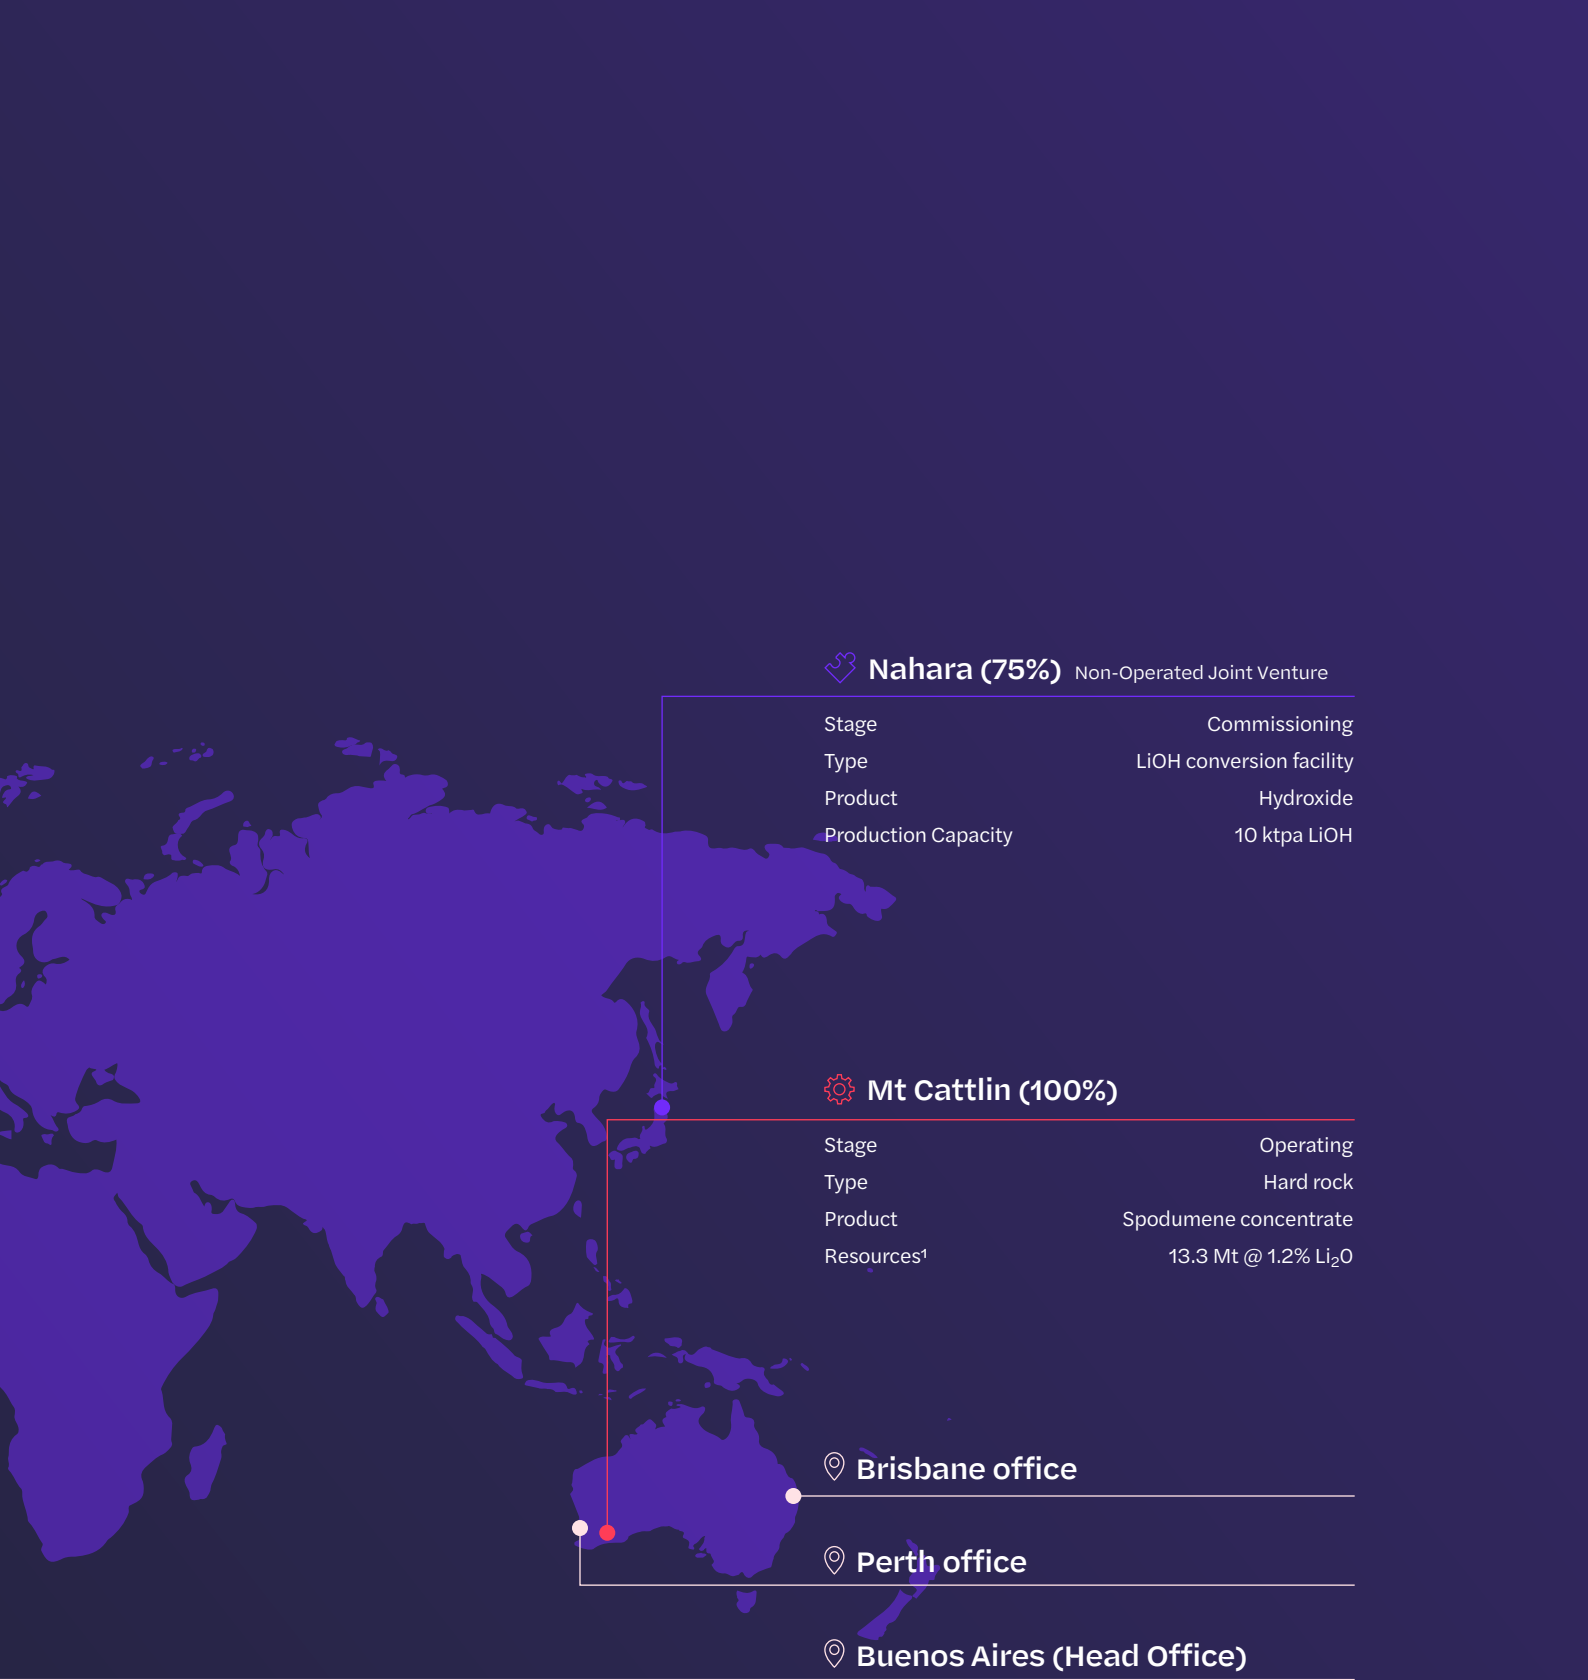 Nahara (75%) Non-Operated Joint Venture
Stage Commissioning
Type LiOH conversion facility
Product Hydroxide
Production Capacity 10 ktpa LiOH
Mt Cattlin (100%)
Stage Operating
Type Hard rock
Product Spodumene concentrate
Resources¹ 13.3 Mt @ 1.2% Li₂0
Brisbane office
Perth office
Buenos Aires (Head Office)